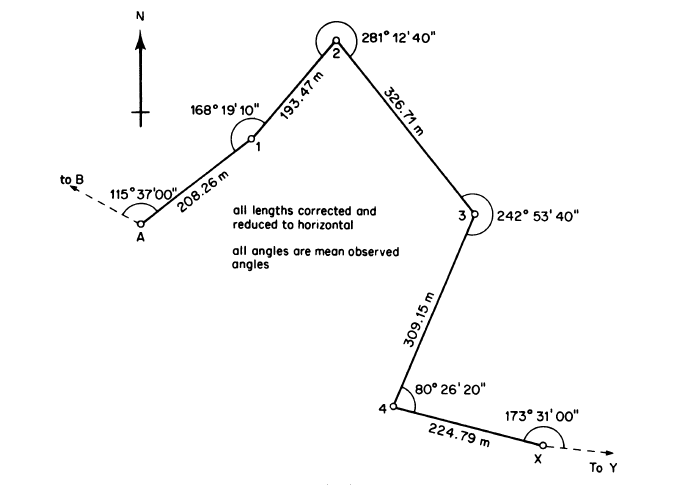 N
2
281° 12' 40"
193.47 m
326.71 m
168° 19' 10"
1
to B
115° 37' 00"
208.26 m
A
all lengths corrected and
reduced to horizontal
all angles are mean observed
angles
3
242° 53' 40"
309.15 m
80° 26' 20"
4
224.79 m
173° 31' 00"
X
To Y